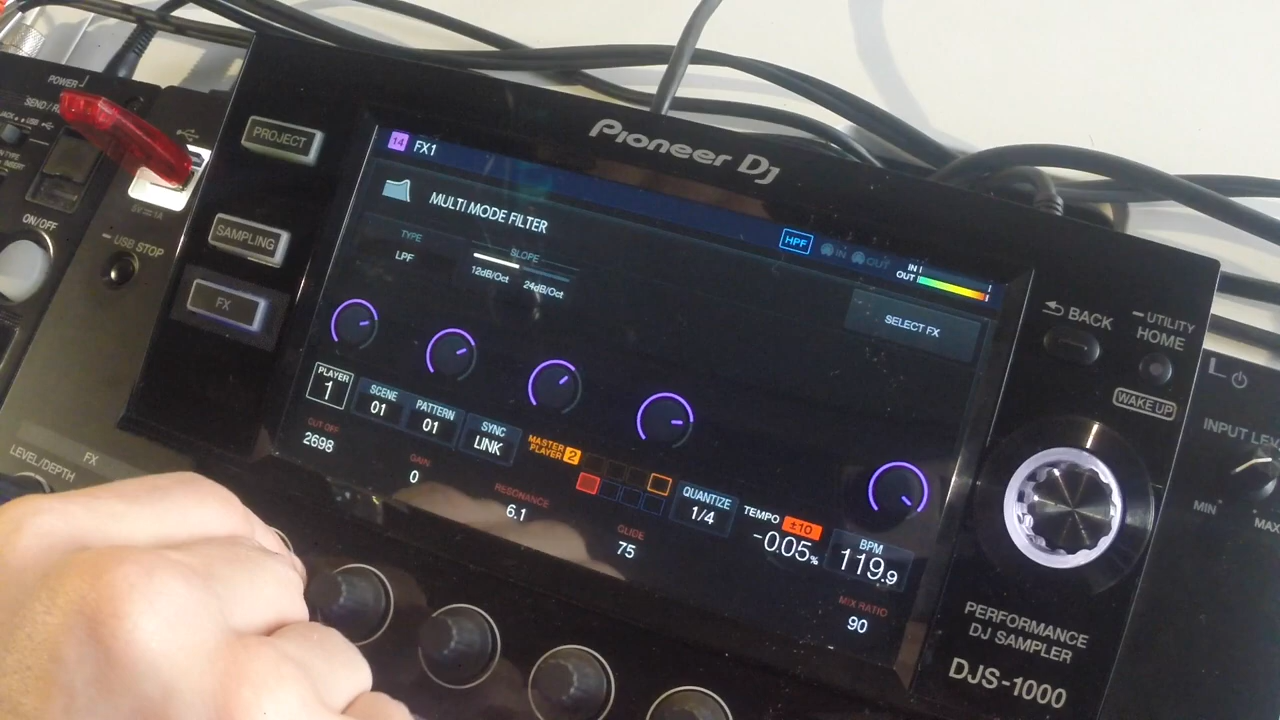 POWER
SEND/R
JACK
USB
ON/OFF
5V⎓1A
USB STOP
FX
LEVEL/DEPTH
PROJECT
SAMPLING
FX
Pioneer Dj
14 FX1
HPF IN OUT
IN
OUT
MULTI MODE FILTER
TYPE
LPF
SLOPE
12dB/Oct 24dB/Oct
SELECT FX
PLAYER
1
SCENE
01
PATTERN
01
SYNC
LINK
MASTER
PLAYER 2
QUANTIZE
1/4
TEMPO ±10
-0.05%
BPM
119.9
CUT OFF
2698
GAIN
0
RESONANCE
6.1
GLIDE
75
MIX RATIO
90
BACK
UTILITY
HOME
WAKE UP
PERFORMANCE
DJ SAMPLER
DJS-1000
INPUT LEV
MIN
MAX